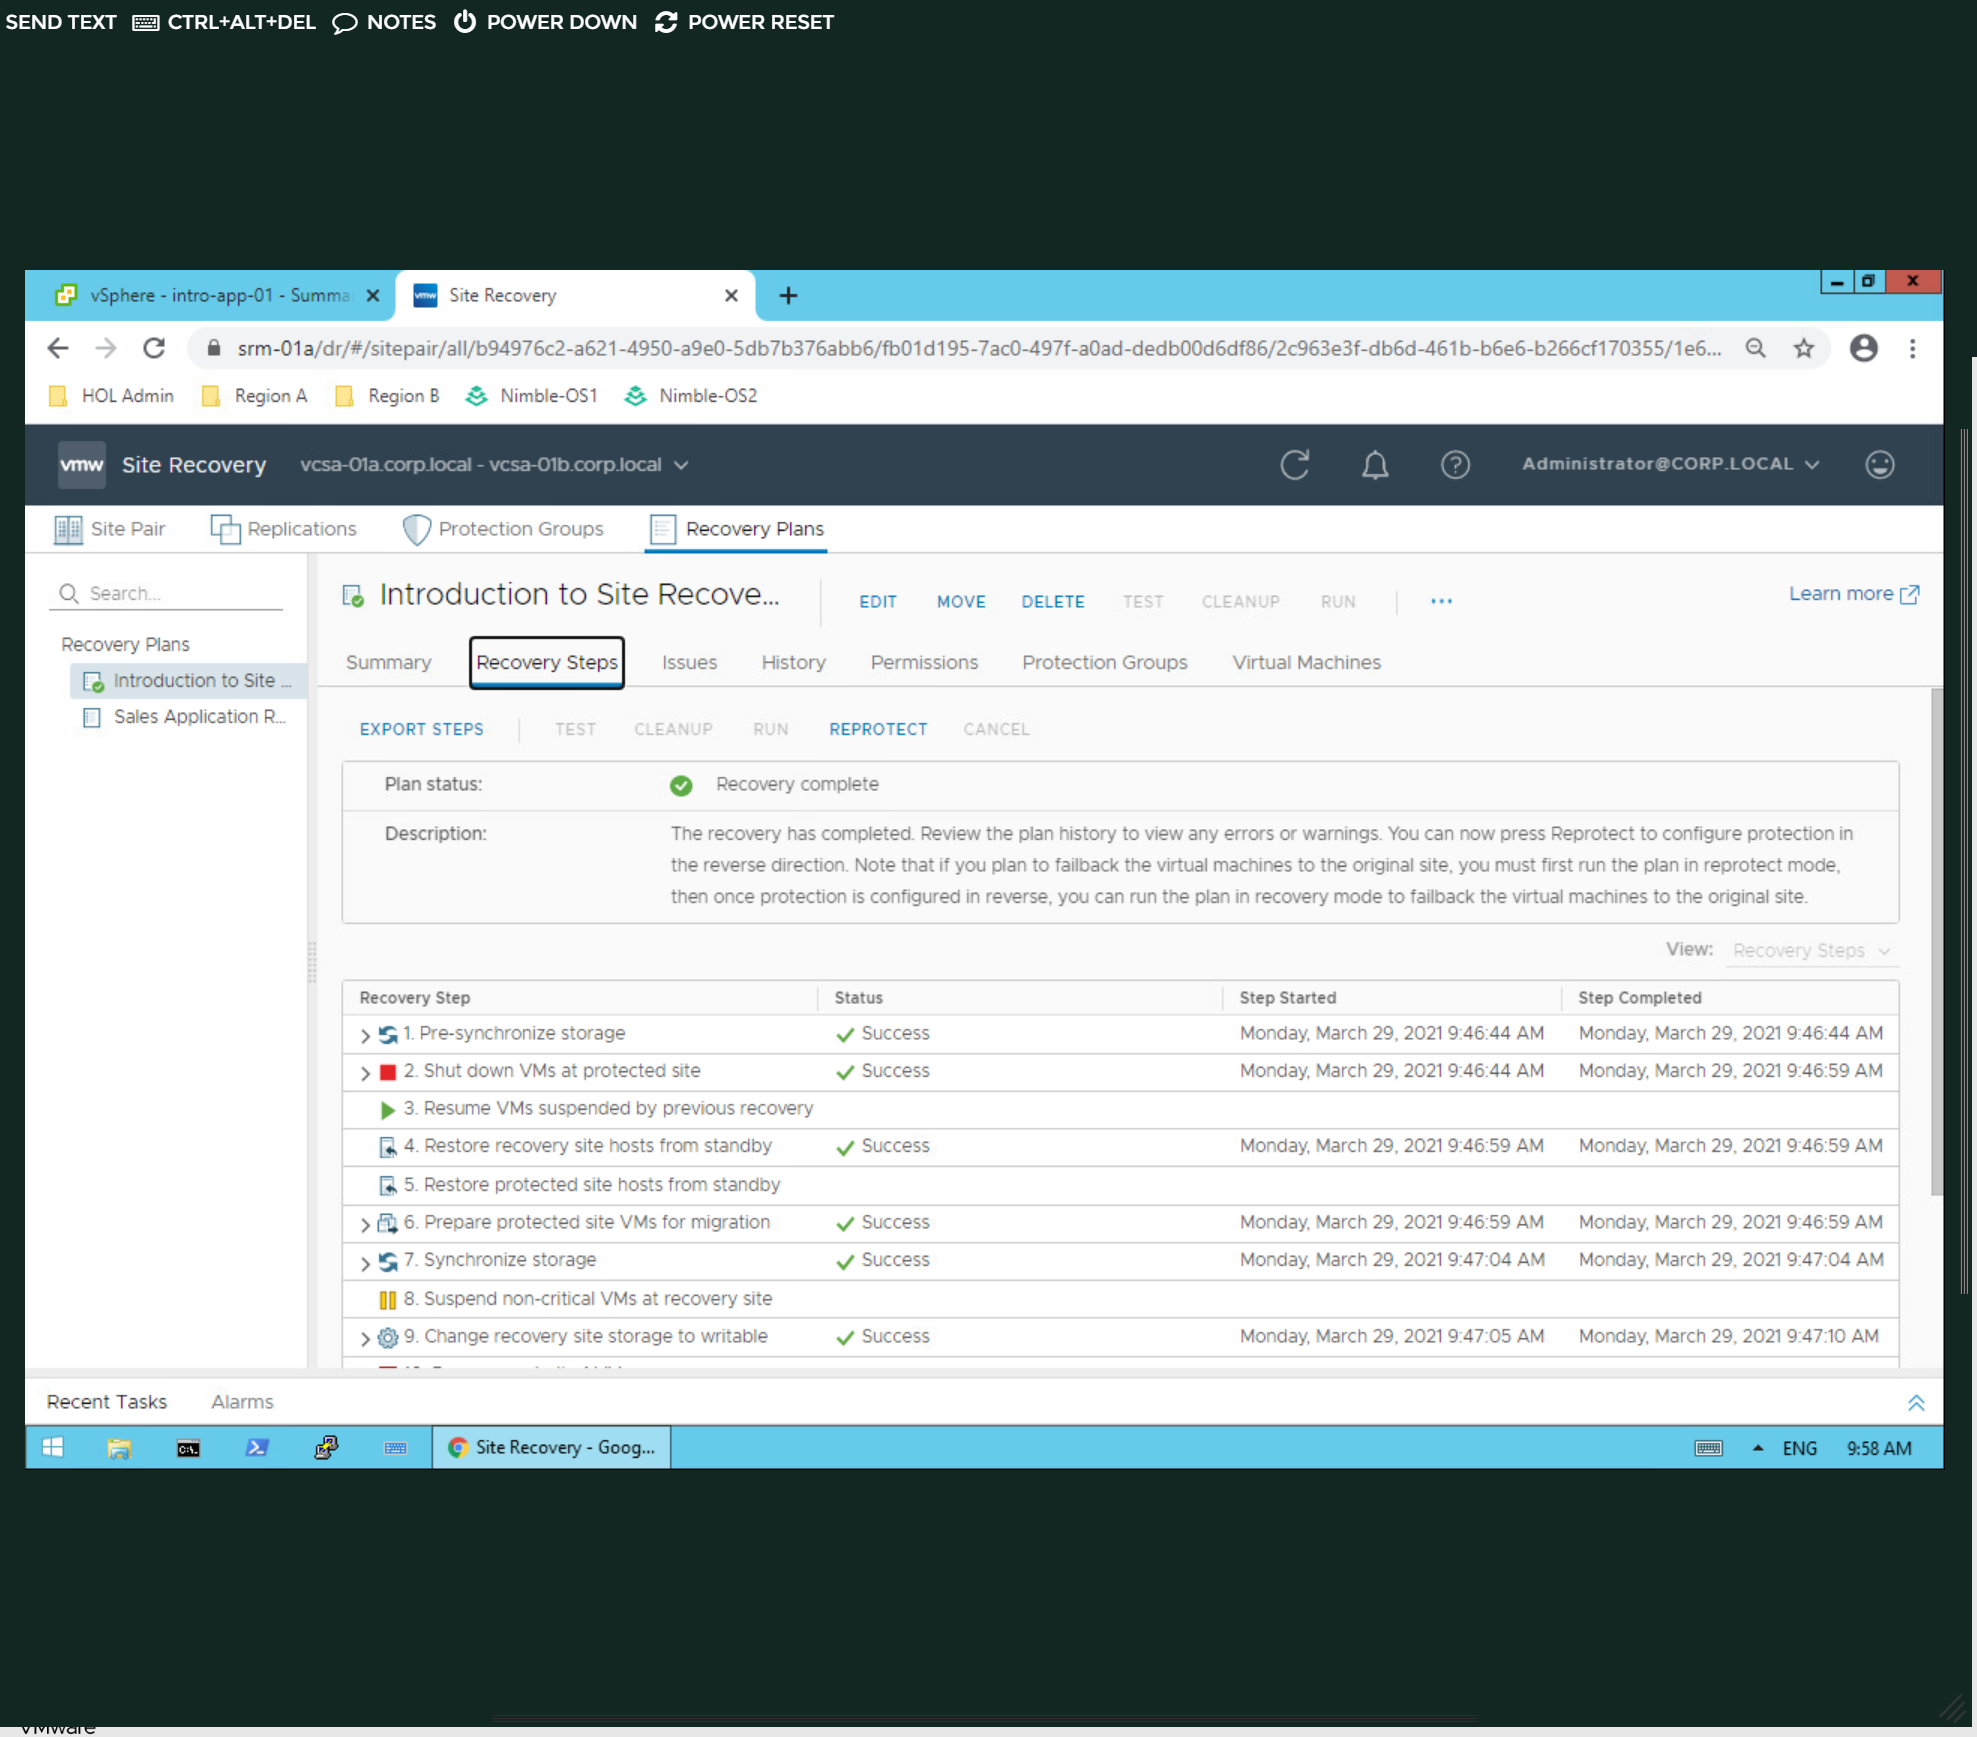 SEND TEXT CTRL+ALT+DEL NOTES POWER DOWN POWER RESET
vSphere - intro-app-01 - Summa Site Recovery
srm-01a/dr/#/sitepair/all/b94976c2-a621-4950-a9e0-5db7b376abb6/fb01d195-7ac0-497f-a0ad-dedb00d6df86/2c963e3f-db6d-461b-b6e6-b266cf170355/1e6...
HOL Admin Region A Region B Nimble-OS1 Nimble-OS2
vmw Site Recovery vcsa-01a.corp.local - vcsa-01b.corp.local Administrator@CORP.LOCAL
Site Pair Replications Protection Groups Recovery Plans
Search...
Introduction to Site Recove... EDIT MOVE DELETE TEST CLEANUP RUN ... Learn more
Recovery Plans
Introduction to Site ...
Sales Application R...
Summary Recovery Steps Issues History Permissions Protection Groups Virtual Machines
EXPORT STEPS TEST CLEANUP RUN REPROTECT CANCEL
Plan status: Recovery complete
Description: The recovery has completed. Review the plan history to view any errors or warnings. You can now press Reprotect to configure protection in
the reverse direction. Note that if you plan to failback the virtual machines to the original site, you must first run the plan in reprotect mode,
then once protection is configured in reverse, you can run the plan in recovery mode to failback the virtual machines to the original site.
View: Recovery Steps
Recovery Step Status Step Started Step Completed
1. Pre-synchronize storage Success Monday, March 29, 2021 9:46:44 AM Monday, March 29, 2021 9:46:44 AM
2. Shut down VMs at protected site Success Monday, March 29, 2021 9:46:44 AM Monday, March 29, 2021 9:46:59 AM
3. Resume VMs suspended by previous recovery
4. Restore recovery site hosts from standby Success Monday, March 29, 2021 9:46:59 AM Monday, March 29, 2021 9:46:59 AM
5. Restore protected site hosts from standby
6. Prepare protected site VMs for migration Success Monday, March 29, 2021 9:46:59 AM Monday, March 29, 2021 9:46:59 AM
7. Synchronize storage Success Monday, March 29, 2021 9:47:04 AM Monday, March 29, 2021 9:47:04 AM
8. Suspend non-critical VMs at recovery site
9. Change recovery site storage to writable Success Monday, March 29, 2021 9:47:05 AM Monday, March 29, 2021 9:47:10 AM
Recent Tasks Alarms
Site Recovery - Goog... ENG 9:58 AM
VMware